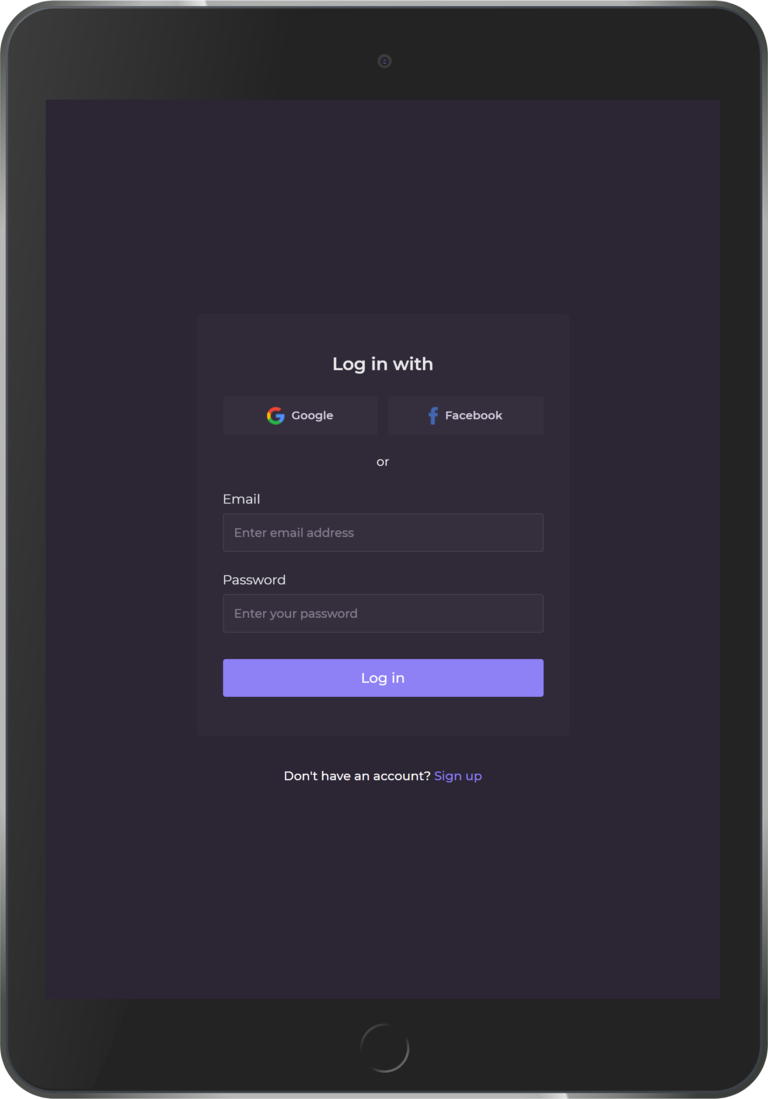 Log in with
Google
Facebook
or
Email
Enter email address
Password
Enter your password
Log in
Don't have an account? Sign up